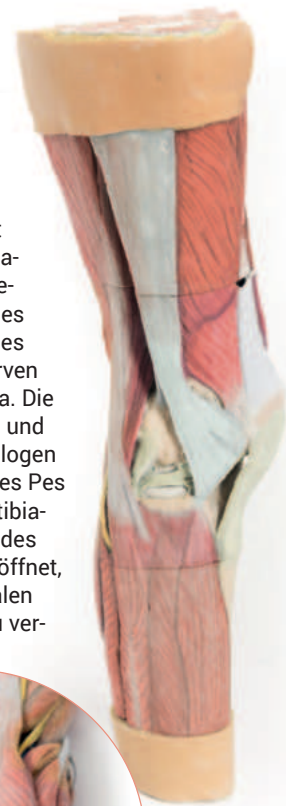 t
a-
e-
es
es
rven
a. Die
und
logen
es Pes
tibia-
des
öffnet,
alen
u ver-